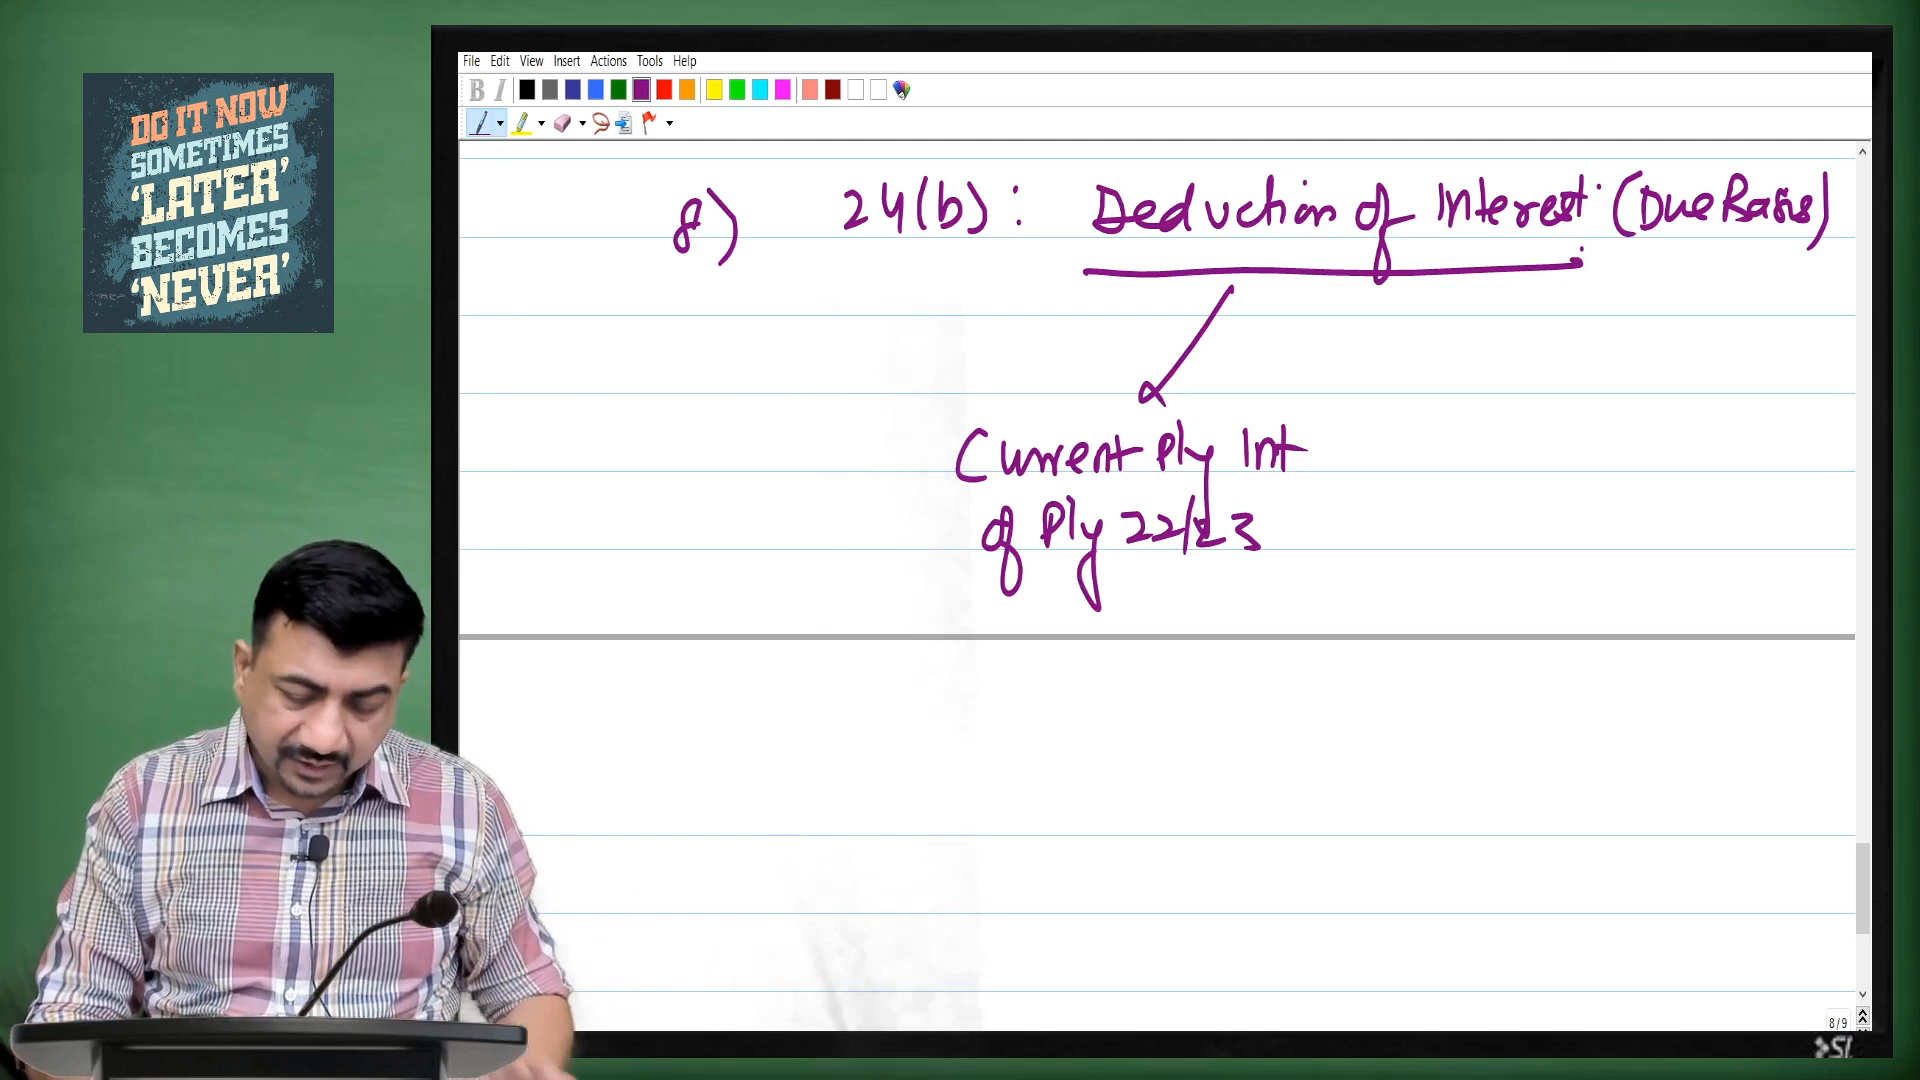 DO IT NOW
SOMETIMES
'LATER'
BECOMES
'NEVER'
File Edit View Insert Actions Tools Help
B I
8) 24(b): Deduction of Interest (Due Basis)
Current Ply Int
of Ply 22/23
8/9